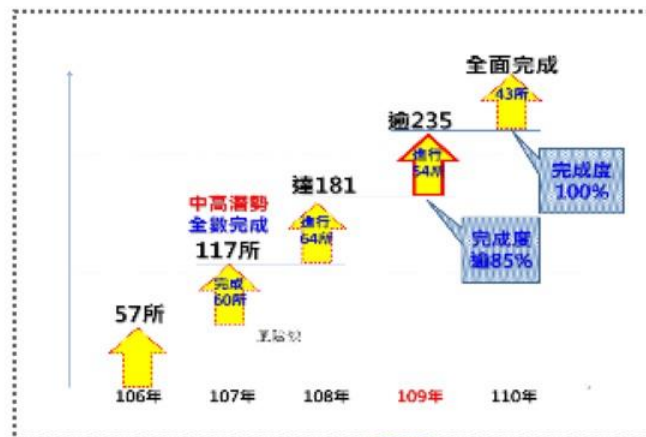 全面完成
43所
逾235
進行
54所
完成度
100%
達181
中高潛勢
全數完成
進行
64所
完成度
逾85%
117所
完成
60所
57所
106年
107年
108年
109年
110年